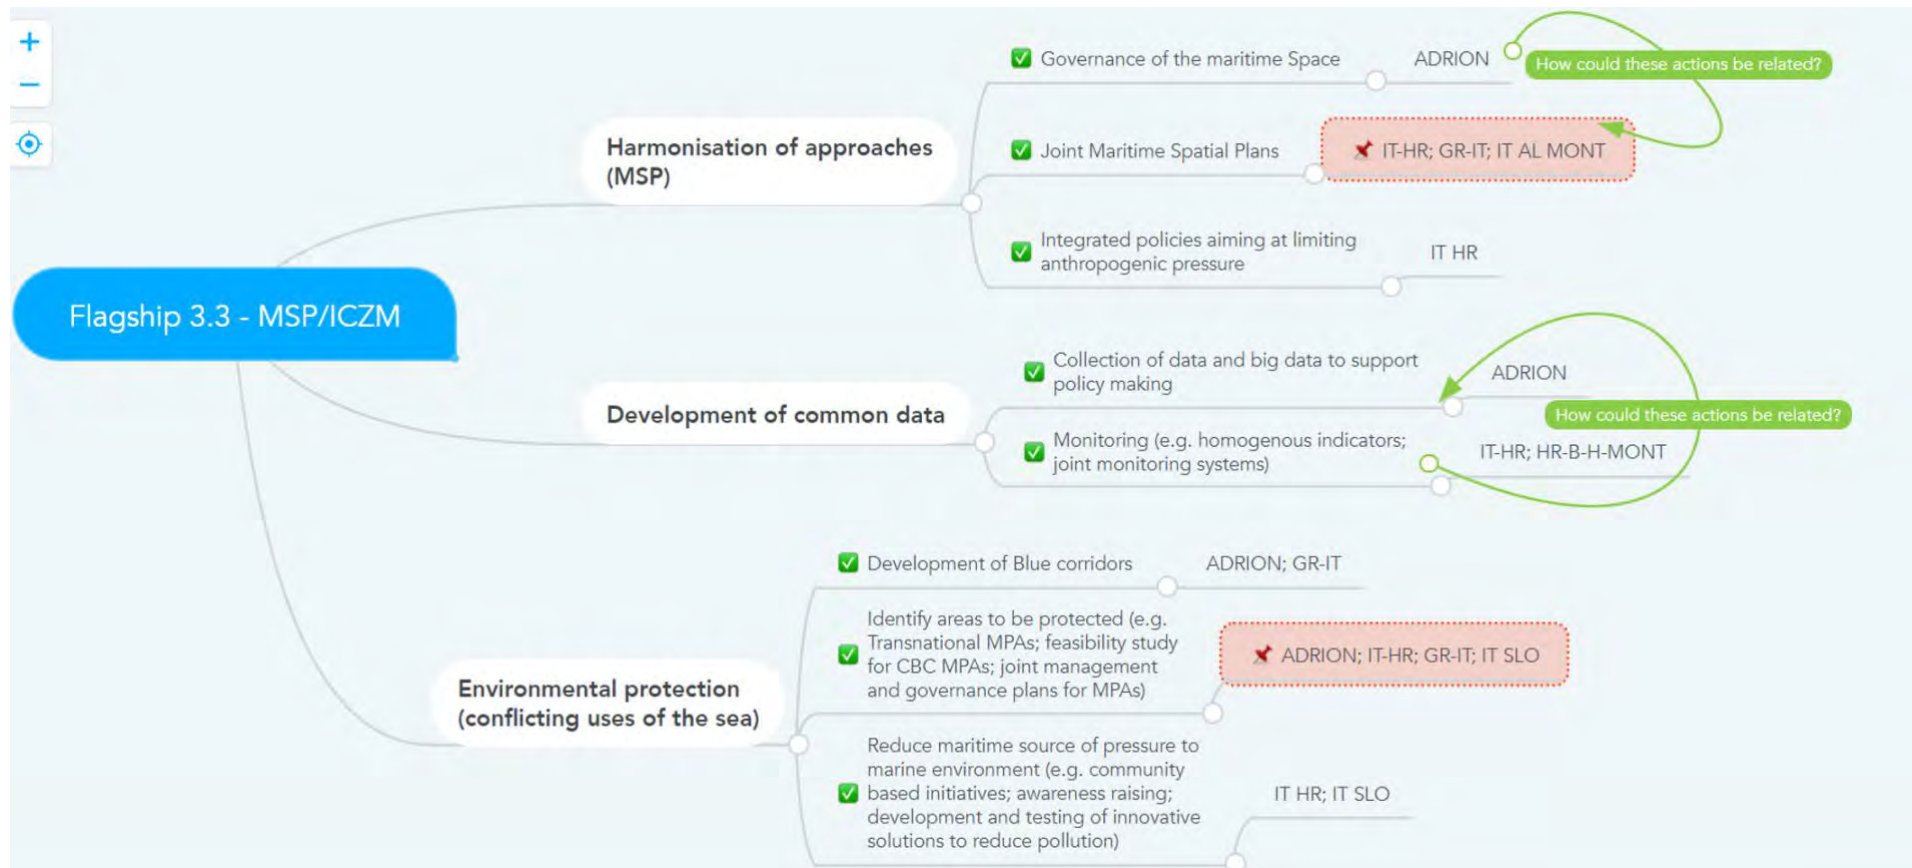 Flagship 3.3 - MSP/ICZM
Harmonisation of approaches
(MSP)
Governance of the maritime Space
ADRION
How could these actions be related?
Joint Maritime Spatial Plans
IT-HR; GR-IT; IT AL MONT
Integrated policies aiming at limiting
anthropogenic pressure
IT HR
Development of common data
Collection of data and big data to support
policy making
ADRION
How could these actions be related?
Monitoring (e.g. homogenous indicators;
joint monitoring systems)
IT-HR; HR-B-H-MONT
Environmental protection
(conflicting uses of the sea)
Development of Blue corridors
ADRION; GR-IT
Identify areas to be protected (e.g.
Transnational MPAs; feasibility study
for CBC MPAs; joint management
and governance plans for MPAs)
ADRION; IT-HR; GR-IT; IT SLO
Reduce maritime source of pressure to
marine environment (e.g. community
based initiatives; awareness raising;
development and testing of innovative
solutions to reduce pollution)
IT HR; IT SLO